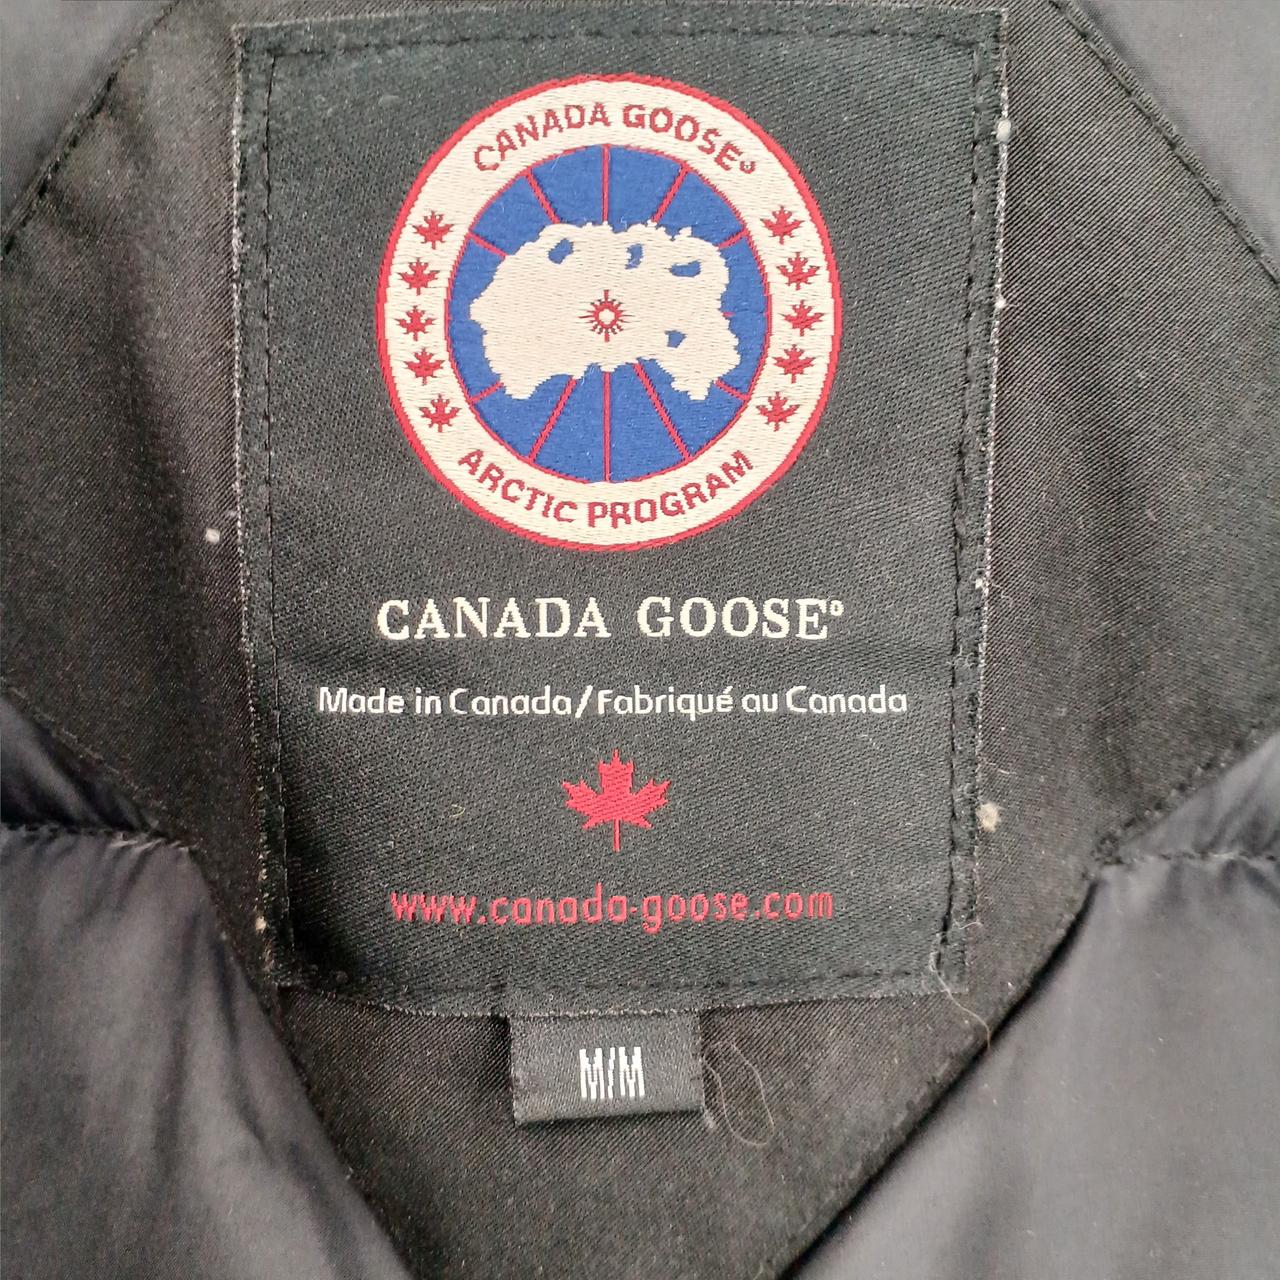 CANADA GOOSE®
ARCTIC PROGRAM
CANADA GOOSE®
Made in Canada/Fabriqué au Canada
www.canada-goose.com
M/M